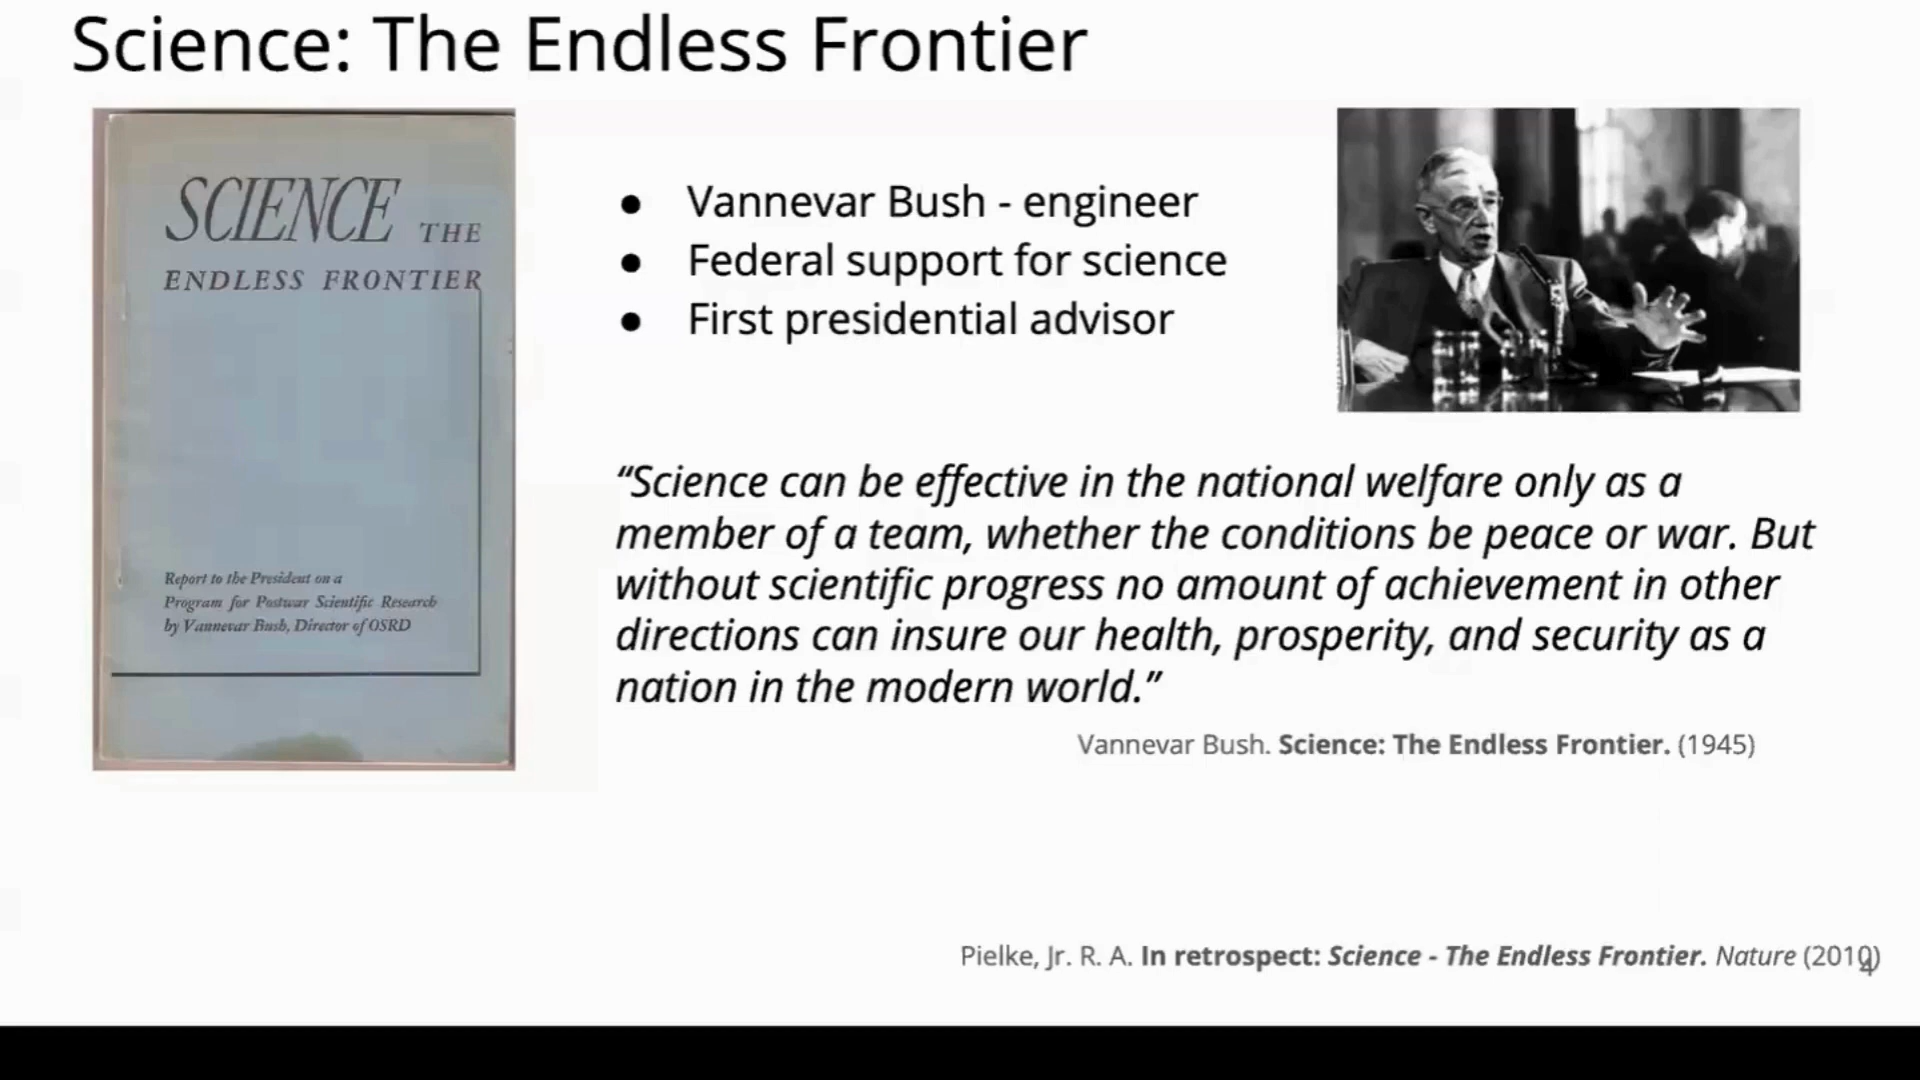 Science: The Endless Frontier
SCIENCE THE
ENDLESS FRONTIER
Report to the President on a
Program for Postwar Scientific Research
by Vannevar Bush, Director of OSRD
● Vannevar Bush - engineer
● Federal support for science
● First presidential advisor
“Science can be effective in the national welfare only as a
member of a team, whether the conditions be peace or war. But
without scientific progress no amount of achievement in other
directions can insure our health, prosperity, and security as a
nation in the modern world.”
Vannevar Bush. Science: The Endless Frontier. (1945)
Pielke, Jr. R. A. In retrospect: Science - The Endless Frontier. Nature (2010)
4